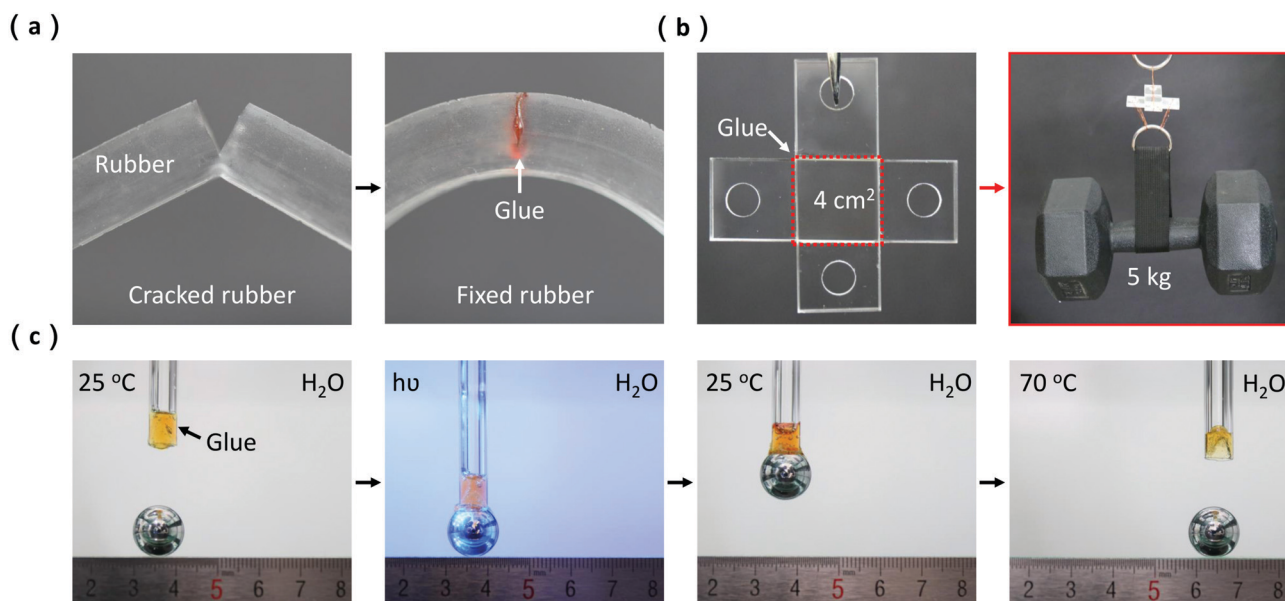 ( a )
( b )
Rubber
Glue
Cracked rubber
Fixed rubber
Glue
4 cm²
5 kg
( c )
25 °C
H₂O
Glue
hυ
H₂O
25 °C
H₂O
70 °C
H₂O
2 3 4 5 6 7 8
2 3 4 5 6 7 8
2 3 4 5 6 7 8
2 3 4 5 6 7 8